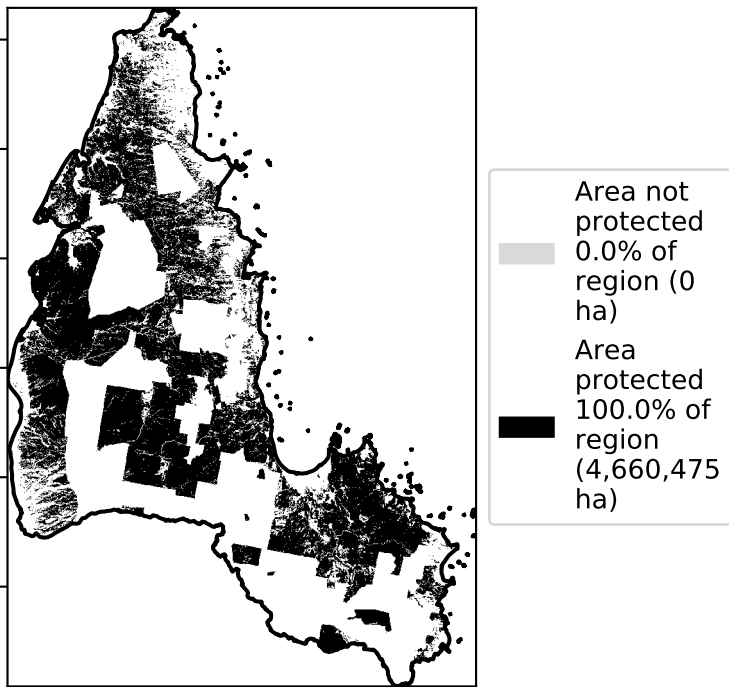 Area not
protected
0.0% of
region (0
ha)
Area
protected
100.0% of
region
(4,660,475
ha)